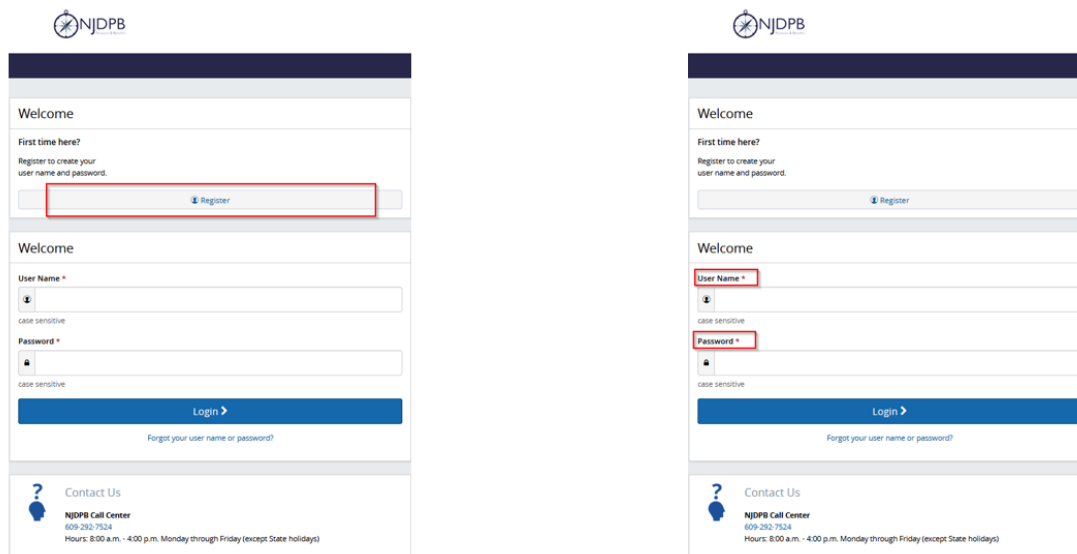 NJDPB
Welcome
First time here?
Register to create your
user name and password.
Register
Welcome
User Name *
case sensitive
Password *
case sensitive
Login
Forgot your user name or password?
Contact Us
NJDPB Call Center
609-292-7524
Hours: 8:00 a.m. - 4:00 p.m. Monday through Friday (except State holidays)
NJDPB
Welcome
First time here?
Register to create your
user name and password.
Register
Welcome
User Name *
case sensitive
Password *
case sensitive
Login
Forgot your user name or password?
Contact Us
NJDPB Call Center
609-292-7524
Hours: 8:00 a.m. - 4:00 p.m. Monday through Friday (except State holidays)